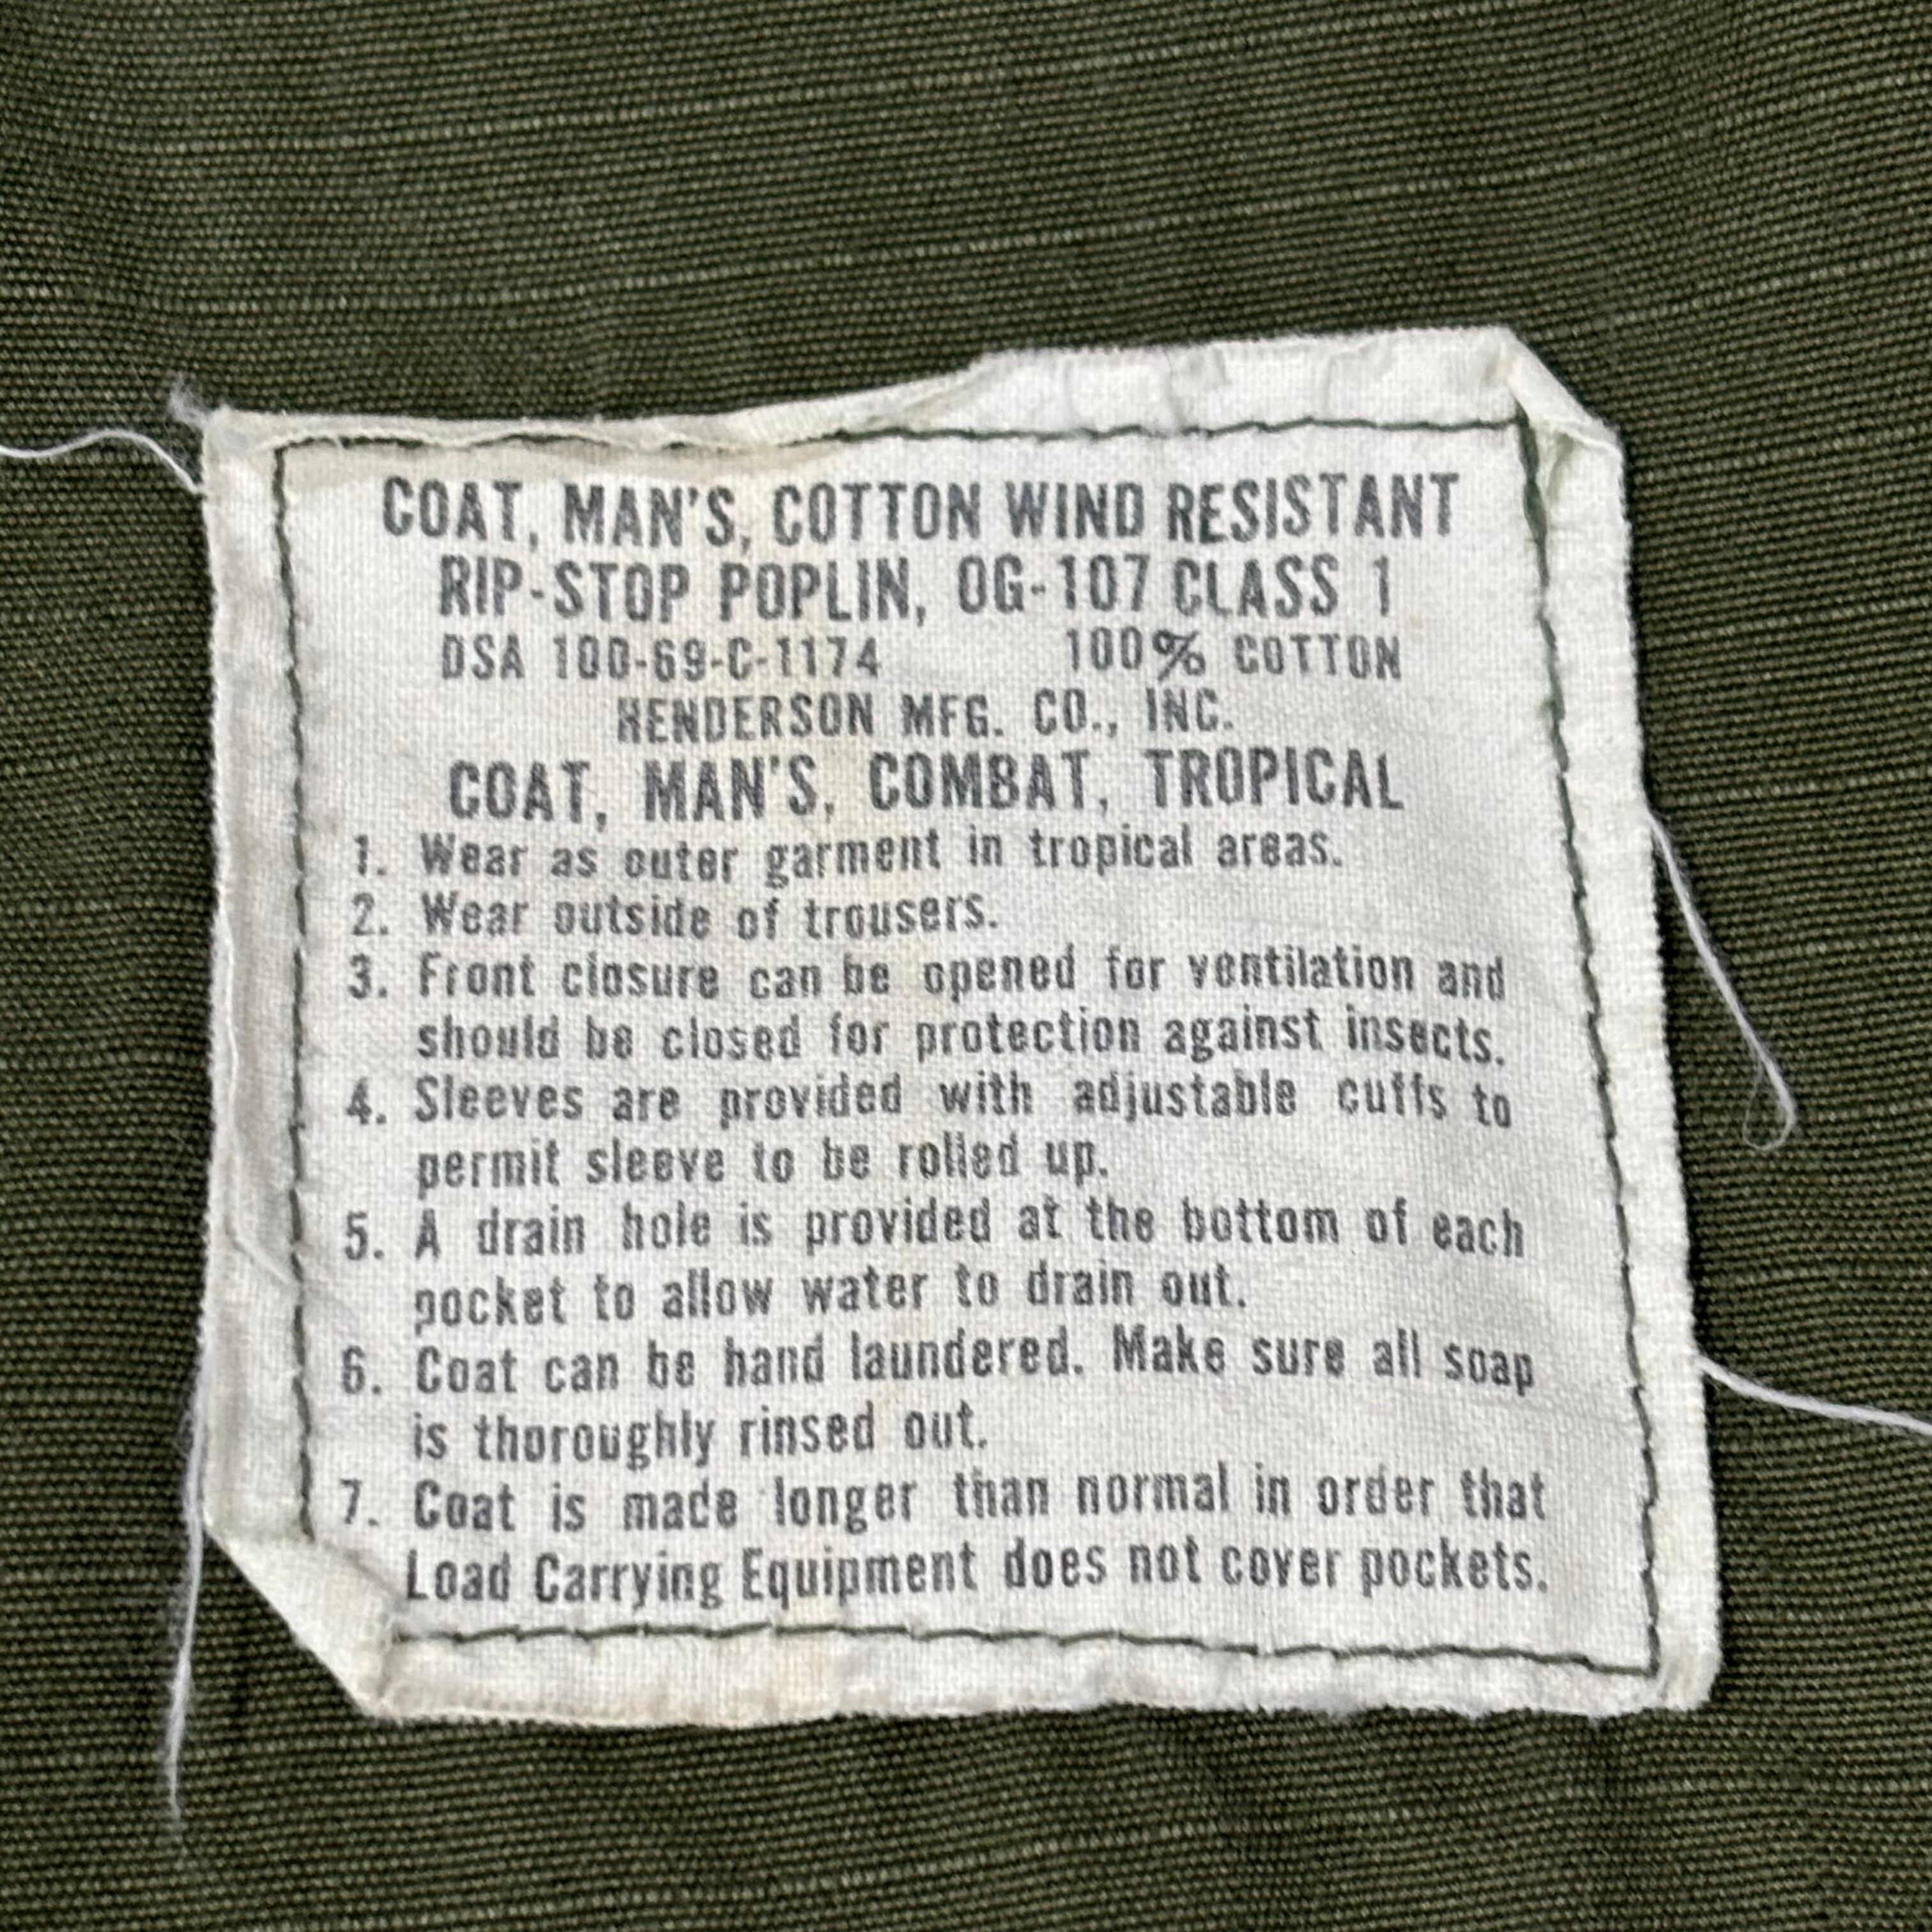 COAT, MAN'S, COTTON WIND RESISTANT
RIP-STOP POPLIN, OG-107 CLASS 1
DSA 100-69-C-1174 100% COTTON
HENDERSON MFG. CO., INC.
COAT, MAN'S, COMBAT, TROPICAL
1. Wear as outer garment in tropical areas.
2. Wear outside of trousers.
3. Front closure can be opened for ventilation and
should be closed for protection against insects.
4. Sleeves are provided with adjustable cuffs to
permit sleeve to be rolled up.
5. A drain hole is provided at the bottom of each
pocket to allow water to drain out.
6. Coat can be hand laundered. Make sure all soap
is thoroughly rinsed out.
7. Coat is made longer than normal in order that
Load Carrying Equipment does not cover pockets.